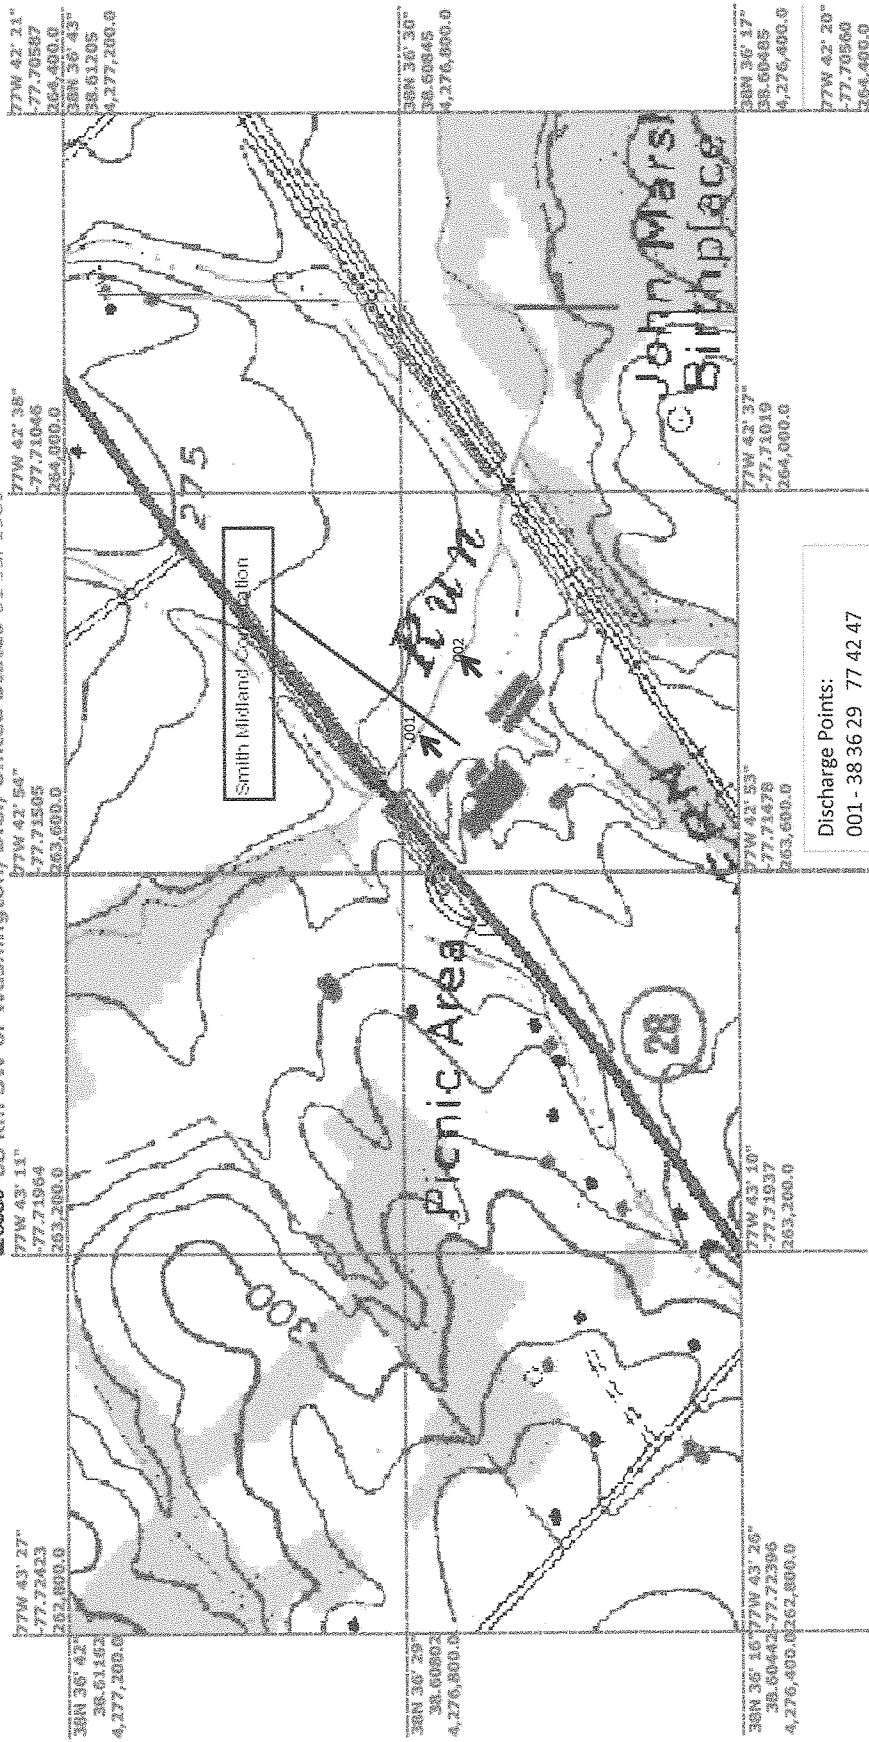 77W 43' 27"
-77.72423
262,800.0
77W 43' 11"
-77.71964
263,200.0
77W 42' 54"
-77.71505
263,600.0
77W 42' 38"
-77.71046
264,000.0
77W 42' 21"
-77.70587
264,400.0
38N 36' 42"
38.61162
4,277,200.0
38N 36' 43"
38.61205
4,277,200.0
275
Smith Midland
300
Run
001
002
Picnic Area
38N 36' 29"
38.60802
4,276,800.0
38N 36' 30"
38.60845
4,276,800.0
28
John Marsh
Birthplace
38N 36' 16"
38.60442
4,276,400.0
77W 43' 26"
-77.72396
262,800.0
77W 43' 10"
-77.71937
263,200.0
77W 42' 53"
-77.71478
263,600.0
77W 42' 37"
-77.71019
264,000.0
38N 36' 17"
38.60485
4,276,400.0
77W 42' 20"
-77.70560
264,400.0
Discharge Points:
001 - 38 36 29 77 42 47